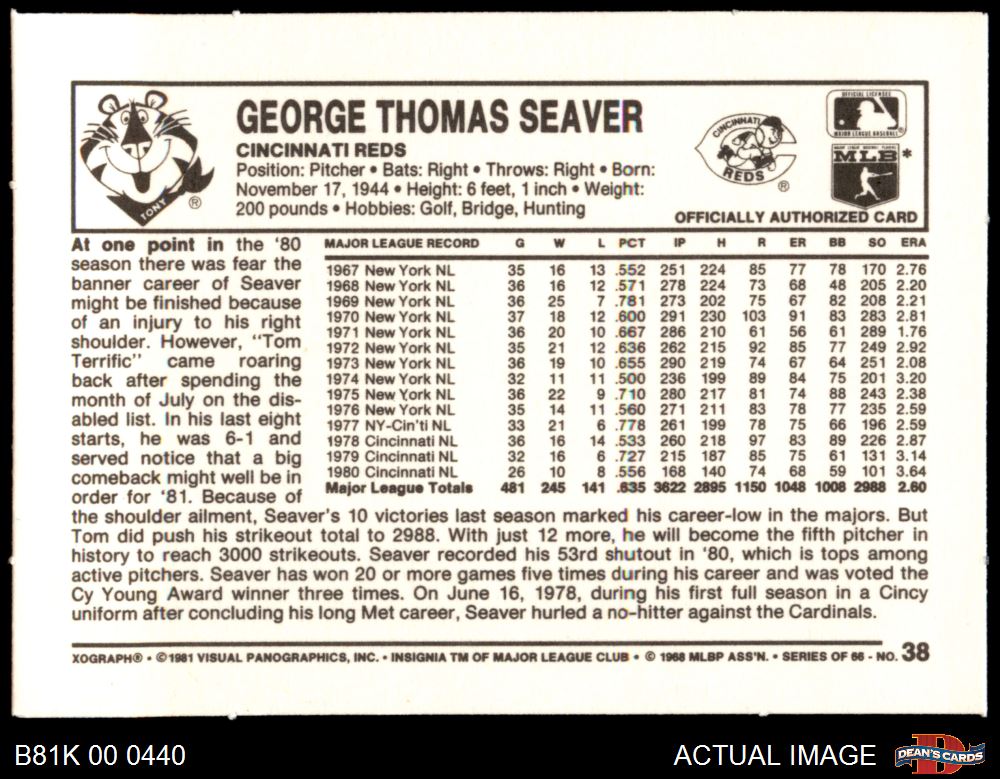 TONY ®
GEORGE THOMAS SEAVER
CINCINNATI REDS
Position: Pitcher • Bats: Right • Throws: Right • Born:
November 17, 1944 • Height: 6 feet, 1 inch • Weight:
200 pounds • Hobbies: Golf, Bridge, Hunting
CINCINNATI
REDS ®
OFFICIAL LICENSEE
MAJOR LEAGUE BASEBALL ®
MLB *
OFFICIALLY AUTHORIZED CARD
At one point in the '80
season there was fear the
banner career of Seaver
might be finished because
of an injury to his right
shoulder. However, "Tom
Terrific" came roaring
back after spending the
month of July on the dis-
abled list. In his last eight
starts, he was 6-1 and
served notice that a big
comeback might well be in
order for '81. Because of
MAJOR LEAGUE RECORD G W L PCT IP H R ER BB SO ERA
1967 New York NL 35 16 13 .552 251 224 85 77 78 170 2.76
1968 New York NL 36 16 12 .571 278 224 73 68 48 205 2.20
1969 New York NL 36 25 7 .781 273 202 75 67 82 208 2.21
1970 New York NL 37 18 12 .600 291 230 103 91 83 283 2.81
1971 New York NL 36 20 10 .667 286 210 61 56 61 289 1.76
1972 New York NL 35 21 12 .636 262 215 92 85 77 249 2.92
1973 New York NL 36 19 10 .655 290 219 74 67 64 251 2.08
1974 New York NL 32 11 11 .500 236 199 89 84 75 201 3.20
1975 New York NL 36 22 9 .710 280 217 81 74 88 243 2.38
1976 New York NL 35 14 11 .560 271 211 83 78 77 235 2.59
1977 NY-Cin'ti NL 33 21 6 .778 261 199 78 75 66 196 2.59
1978 Cincinnati NL 36 16 14 .533 260 218 97 83 89 226 2.87
1979 Cincinnati NL 32 16 6 .727 215 187 85 75 61 131 3.14
1980 Cincinnati NL 26 10 8 .556 168 140 74 68 59 101 3.64
Major League Totals 481 245 141 .635 3622 2895 1150 1048 1008 2988 2.60
the shoulder ailment, Seaver's 10 victories last season marked his career-low in the majors. But
Tom did push his strikeout total to 2988. With just 12 more, he will become the fifth pitcher in
history to reach 3000 strikeouts. Seaver recorded his 53rd shutout in '80, which is tops among
active pitchers. Seaver has won 20 or more games five times during his career and was voted the
Cy Young Award winner three times. On June 16, 1978, during his first full season in a Cincy
uniform after concluding his long Met career, Seaver hurled a no-hitter against the Cardinals.
XOGRAPH® • ©1981 VISUAL PANOGRAPHICS, INC. • INSIGNIA TM OF MAJOR LEAGUE CLUB • © 1968 MLBP ASS'N. • SERIES OF 66 - NO. 38
B81K 00 0440
ACTUAL IMAGE
DEAN'S CARDS